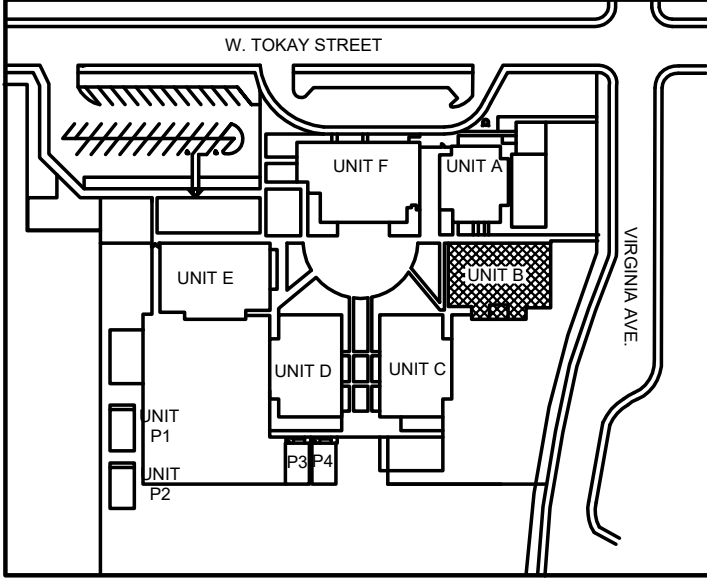 W. TOKAY STREET
UNIT F
UNIT A
VIRGINIA AVE.
UNIT E
UNIT B
UNIT D
UNIT C
UNIT
P1
UNIT
P2
P3
P4